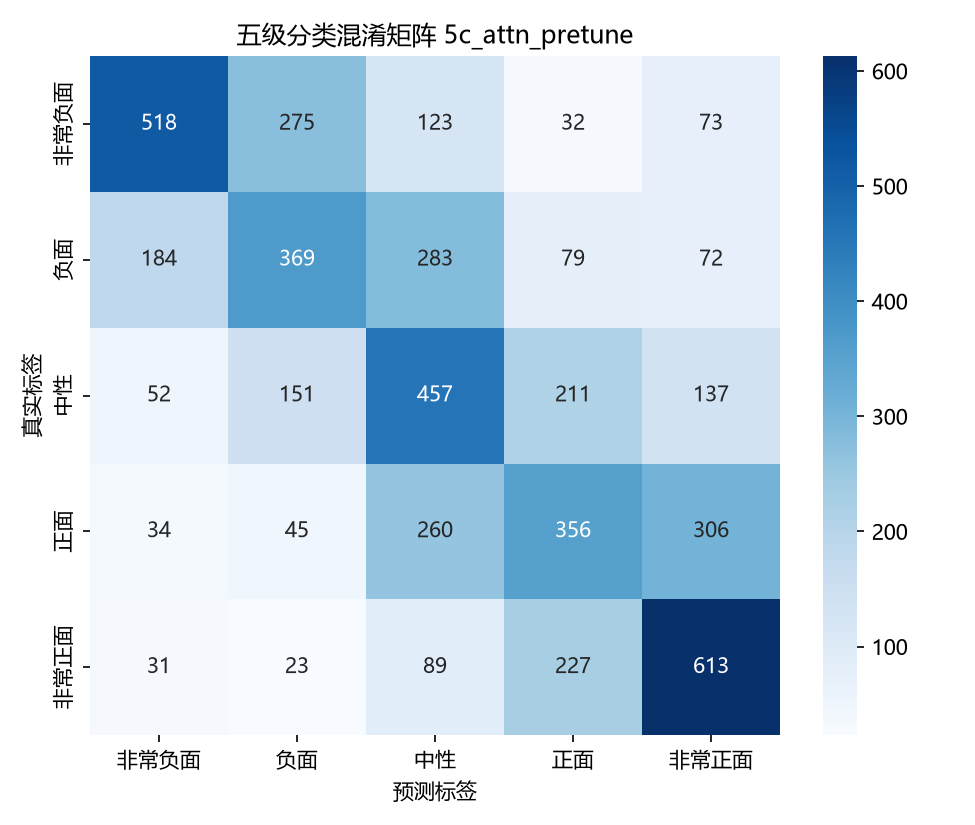 五级分类混淆矩阵 5c_attn_pretune
非常负面 518 275 123 32 73
负面 184 369 283 79 72
中性 52 151 457 211 137
正面 34 45 260 356 306
非常正面 31 23 89 227 613
真实标签
非常负面 负面 中性 正面 非常正面
预测标签
600
500
400
300
200
100